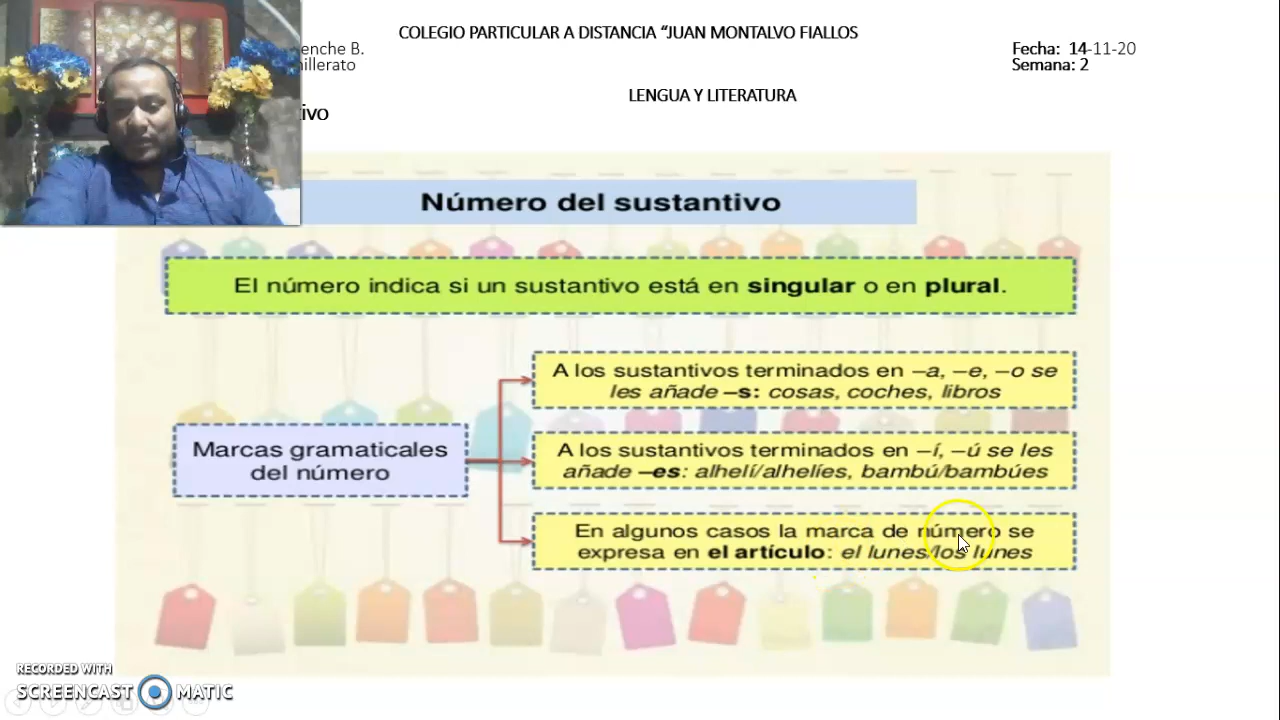 COLEGIO PARTICULAR A DISTANCIA “JUAN MONTALVO FIALLOS
B.
Fecha: 14-11-20
Semana: 2
LENGUA Y LITERATURA
Número del sustantivo
El número indica si un sustantivo está en singular o en plural.
A los sustantivos terminados en –a, –e, –o se
les añade –s: cosas, coches, libros
Marcas gramaticales
del número
A los sustantivos terminados en –í, –ú se les
añade –es: alhelí/alhelíes, bambú/bambúes
En algunos casos la marca de número se
expresa en el artículo: el lunes/los lunes
RECORDED WITH
SCREENCAST MATIC